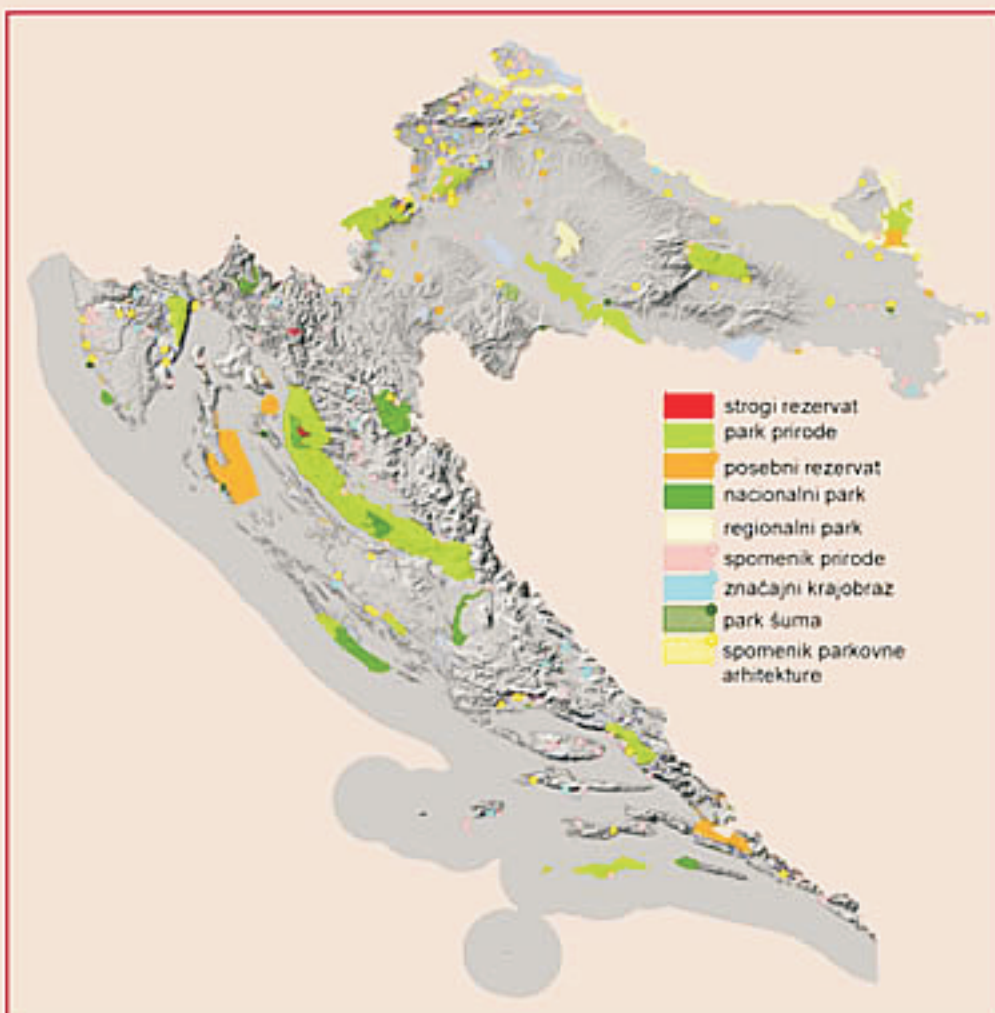 strogi rezervat
park prirode
posebni rezervat
nacionalni park
regionalni park
spomenik prirode
značajni krajobraz
park šuma
spomenik parkovne
arhitekture